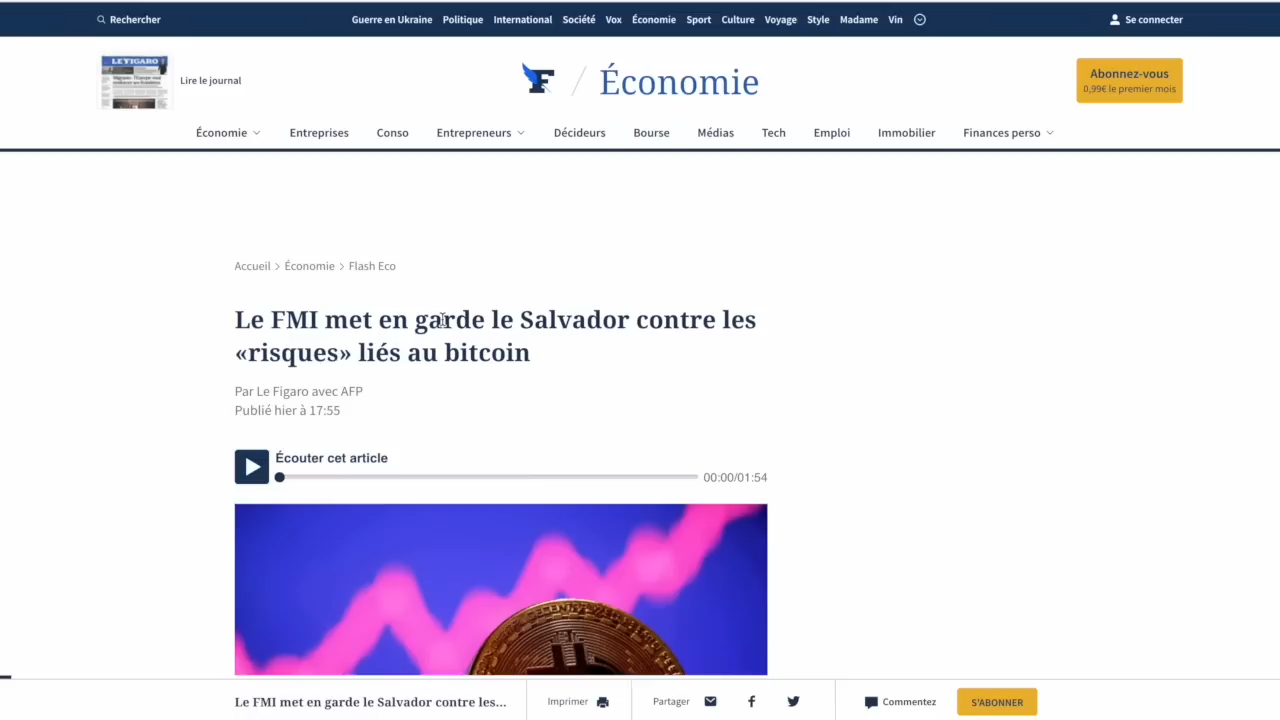 Rechercher
Guerre en Ukraine Politique International Société Vox Économie Sport Culture Voyage Style Madame Vin
Se connecter
LE FIGARO
Lire le journal
F / Économie
Abonnez-vous
0,99€ le premier mois
Économie Entreprises Conso Entrepreneurs Décideurs Bourse Médias Tech Emploi Immobilier Finances perso
Accueil > Économie > Flash Eco
Le FMI met en garde le Salvador contre les
«risques» liés au bitcoin
Par Le Figaro avec AFP
Publié hier à 17:55
Écouter cet article
00:00/01:54
DECENTRALIZED
Le FMI met en garde le Salvador contre les...
Imprimer
Partager
Commentez
S'ABONNER